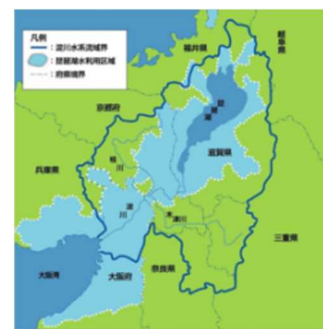 凡例
淀川水系流域界
琵琶湖水利用区域
府県境界
福井県
岐阜県
京都府
琵琶湖
滋賀県
兵庫県
桂川
淀川
木津川
三重県
大阪湾
大阪府
奈良県